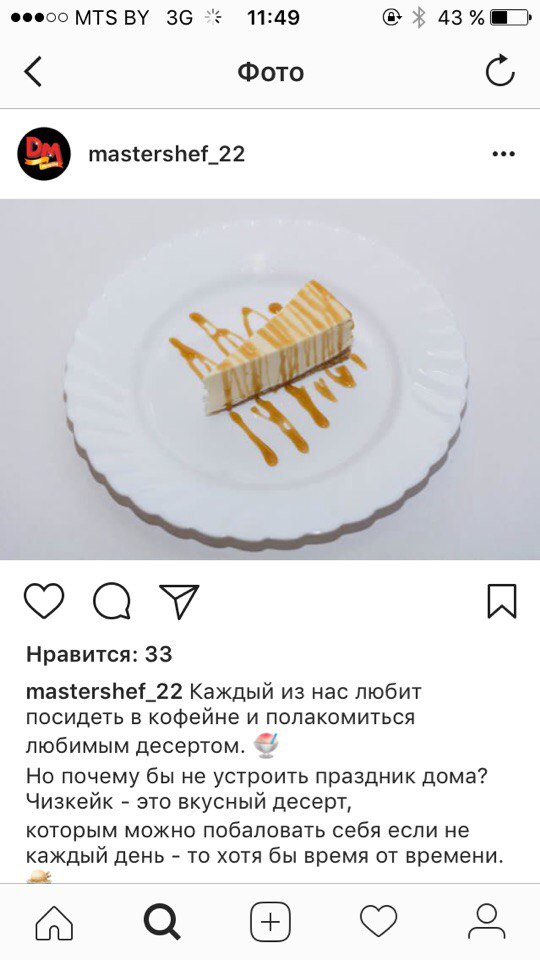 MTS BY 3G 11:49 43 %
Фото
DM
mastershef_22
Нравится: 33
mastershef_22 Каждый из нас любит
посидеть в кофейне и полакомиться
любимым десертом. 🍧
Но почему бы не устроить праздник дома?
Чизкейк - это вкусный десерт,
которым можно побаловать себя если не
каждый день - то хотя бы время от времени.